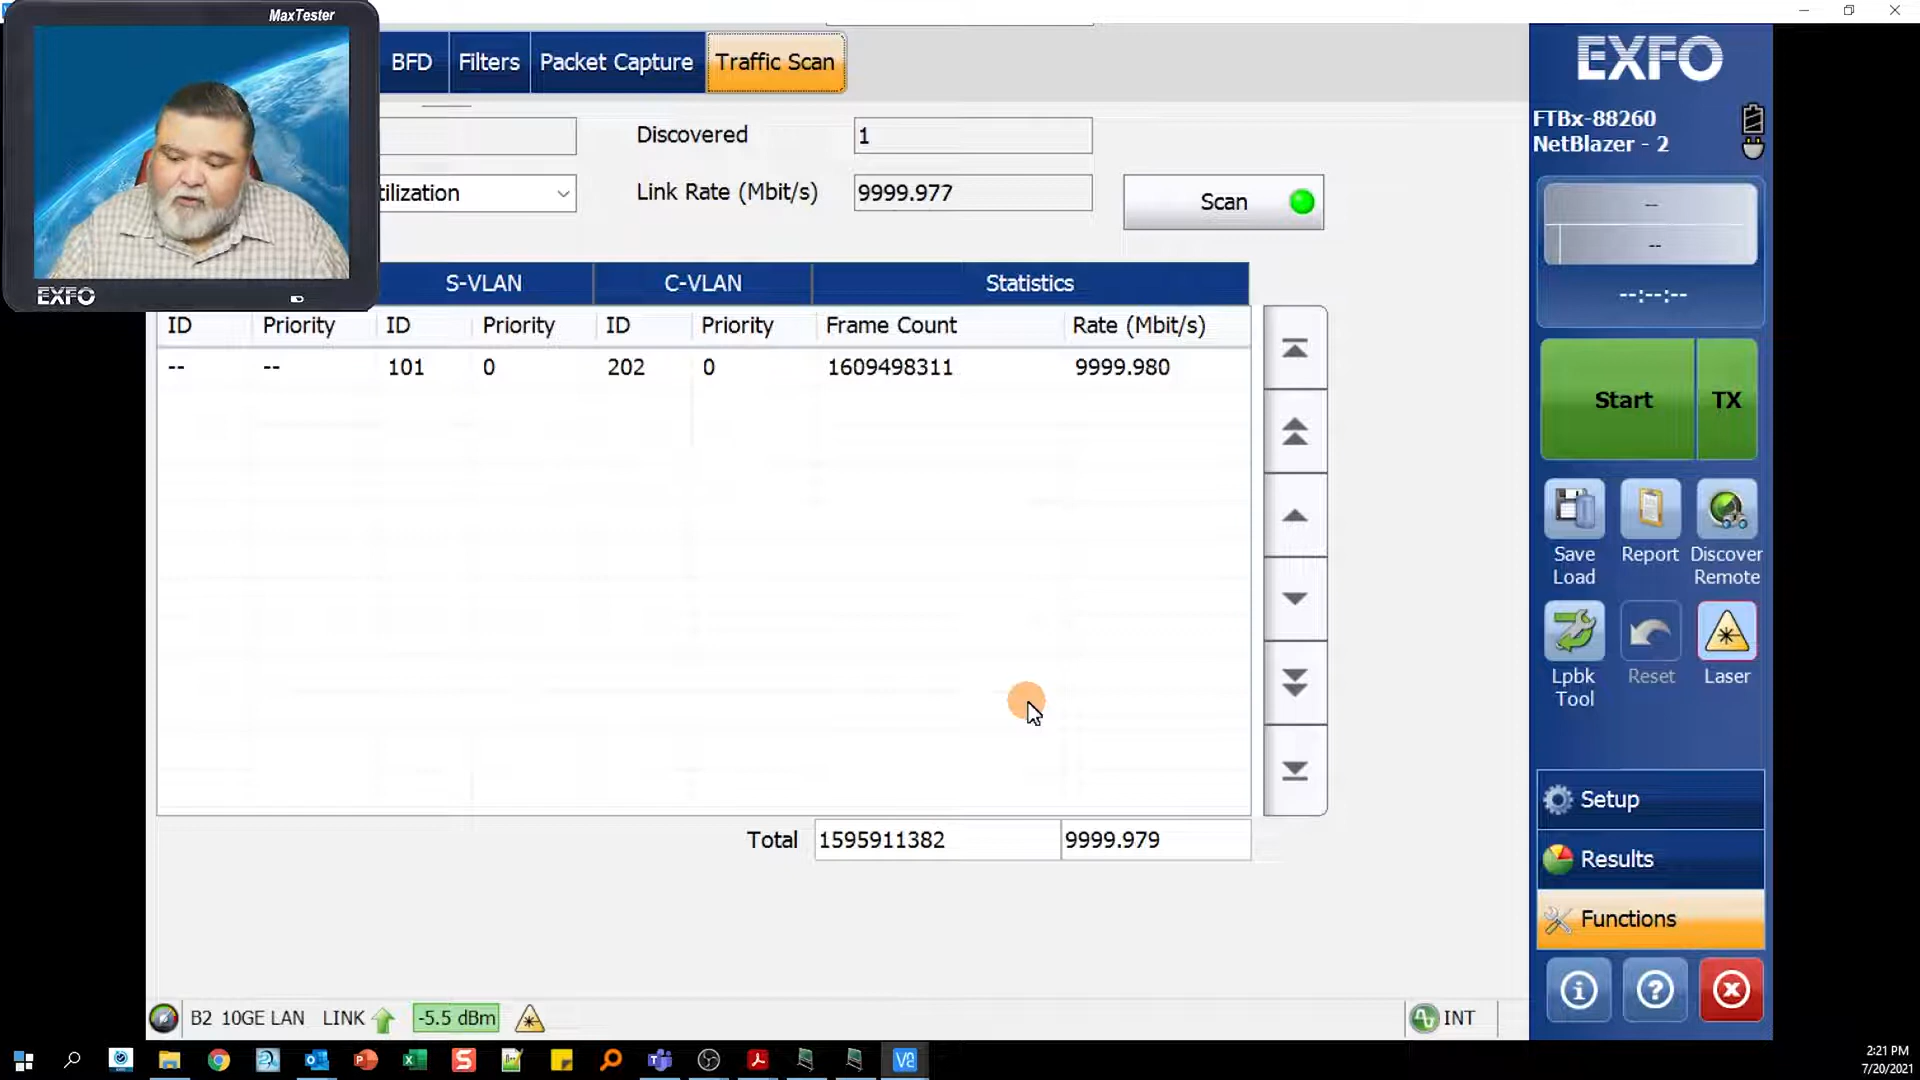 MaxTester
EXFO
BFD
Filters
Packet Capture
Traffic Scan
Discovered
1
tilization
Link Rate (Mbit/s)
9999.977
Scan
S-VLAN
C-VLAN
Statistics
ID
Priority
ID
Priority
ID
Priority
Frame Count
Rate (Mbit/s)
--
--
101
0
202
0
1609498311
9999.980
Total
1595911382
9999.979
EXFO
FTBx-88260
NetBlazer - 2
--
--
--:--:--
Start
TX
Save
Load
Report
Discover
Remote
Lpbk
Tool
Reset
Laser
Setup
Results
Functions
B2 10GE LAN
LINK
-5.5 dBm
INT
2:21 PM
7/20/2021